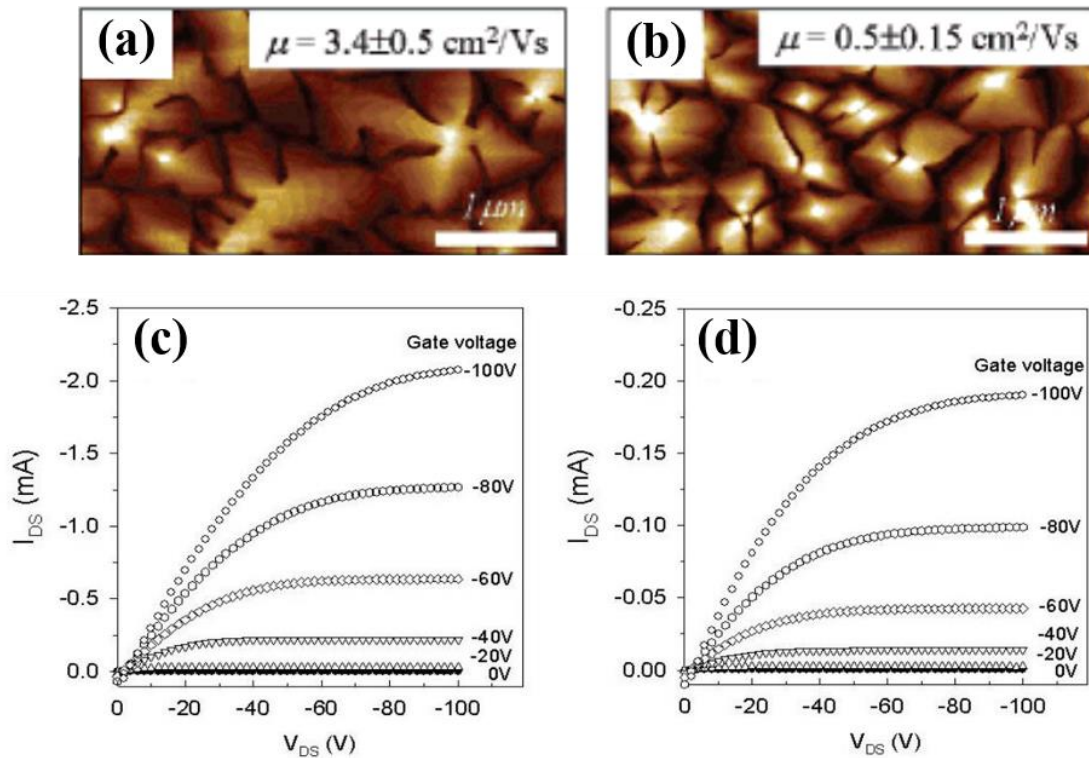 (a)
μ = 3.4±0.5 cm²/Vs
1 μm
(b)
μ = 0.5±0.15 cm²/Vs
1 μm
(c)
-2.5
-2.0
-1.5
-1.0
-0.5
0.0
I_DS (mA)
Gate voltage
-100V
-80V
-60V
-40V
-20V
0V
0 -20 -40 -60 -80 -100
V_DS (V)
(d)
-0.25
-0.20
-0.15
-0.10
-0.05
0.00
I_DS (mA)
Gate voltage
-100V
-80V
-60V
-40V
-20V
0V
0 -20 -40 -60 -80 -100
V_DS (V)